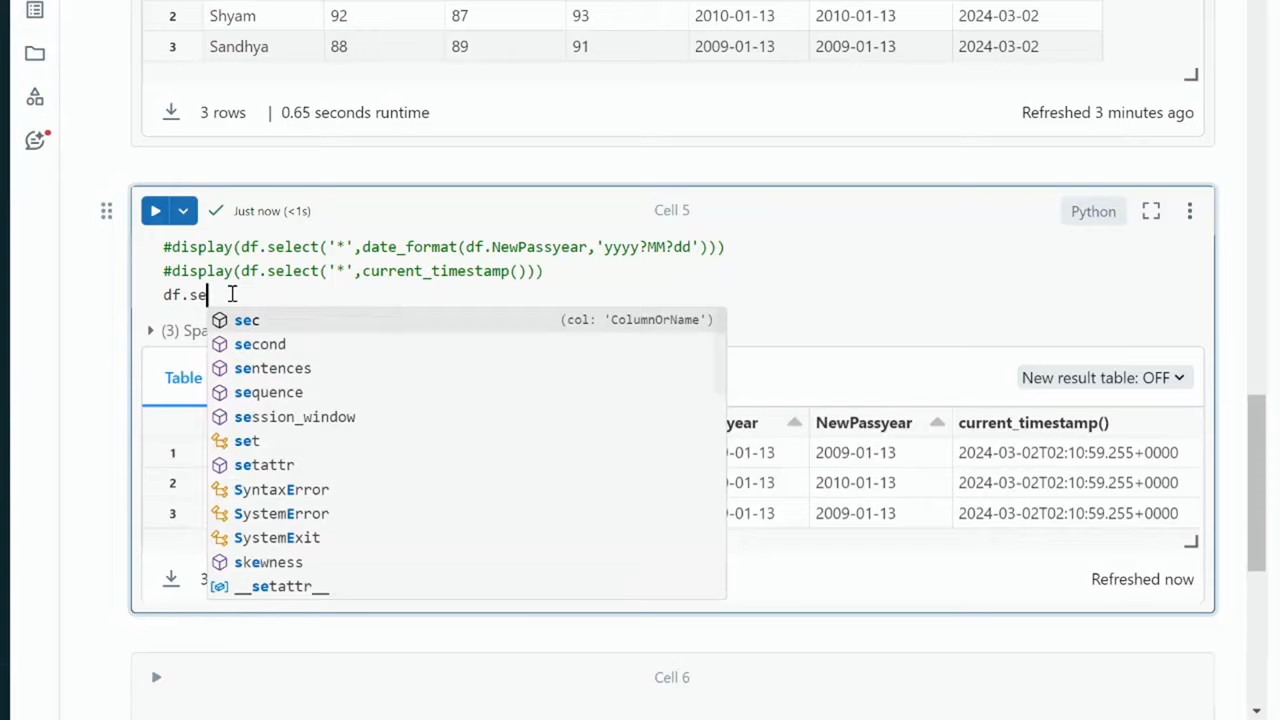 2 Shyam 92 87 93 2010-01-13 2010-01-13 2024-03-02
3 Sandhya 88 89 91 2009-01-13 2009-01-13 2024-03-02
3 rows | 0.65 seconds runtime Refreshed 3 minutes ago
Just now (<1s) Cell 5 Python
#display(df.select('*',date_format(df.NewPassyear,'yyyy?MM?dd')))
#display(df.select('*',current_timestamp()))
df.se
sec (col: 'ColumnOrName')
(3) Spa
second
sentences
Table New result table: OFF
sequence
session_window
year NewPassyear current_timestamp()
set
1 -01-13 2009-01-13 2024-03-02T02:10:59.255+0000
setattr
2 -01-13 2010-01-13 2024-03-02T02:10:59.255+0000
SyntaxError
3 -01-13 2009-01-13 2024-03-02T02:10:59.255+0000
SystemError
SystemExit
skewness
3 Refreshed now
__setattr__
Cell 6